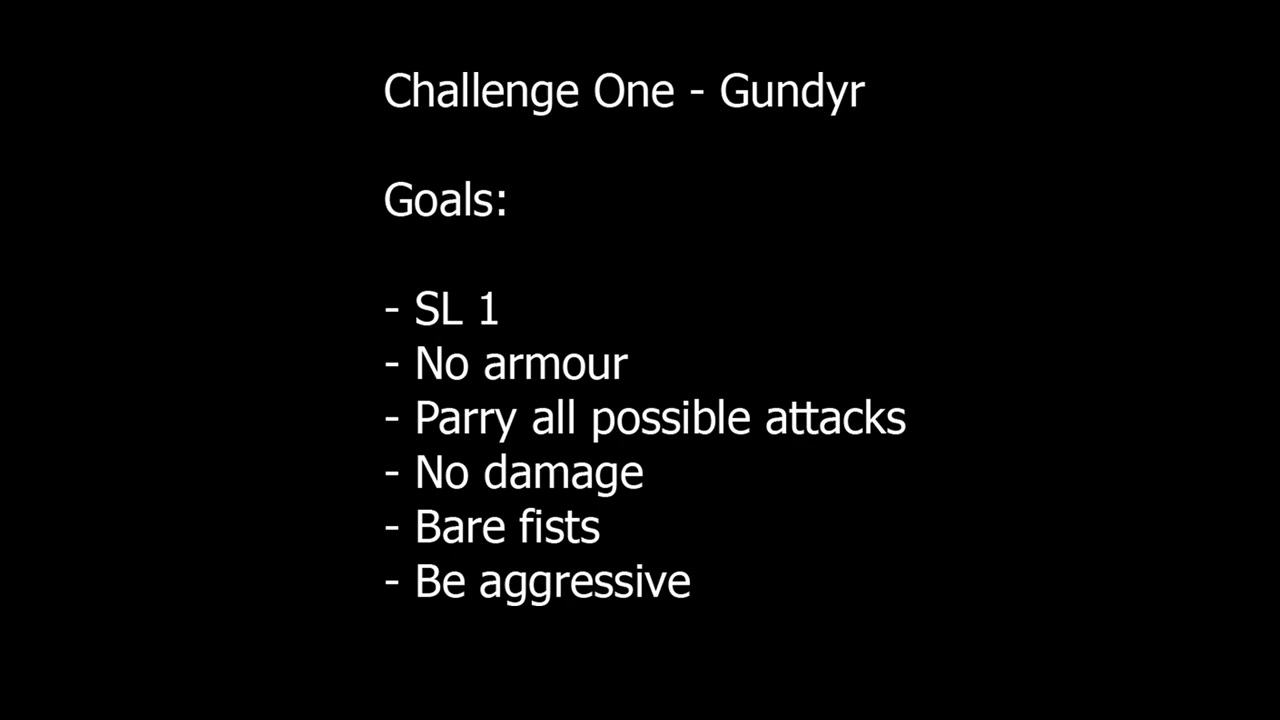 Challenge One - Gundyr
Goals:
- SL 1
- No armour
- Parry all possible attacks
- No damage
- Bare fists
- Be aggressive